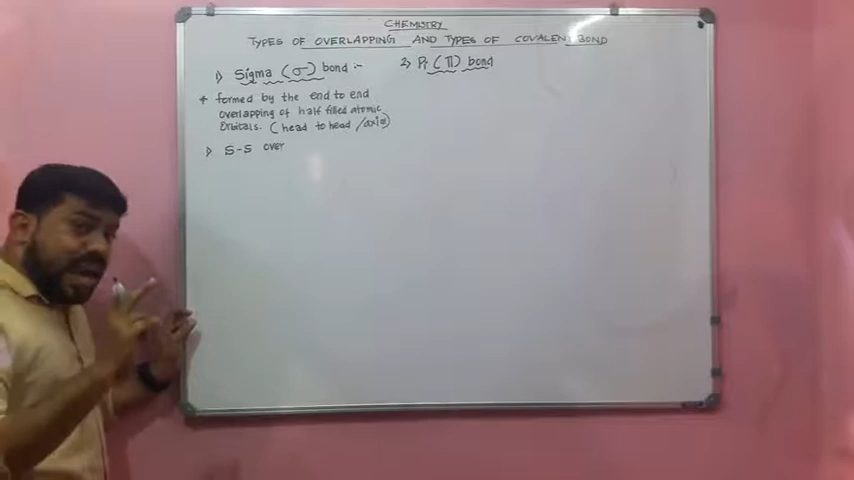 CHEMISTRY
TYPES OF OVERLAPPING AND TYPES OF COVALENT BOND
1) Sigma (σ) bond :-
2) Pi (π) bond
* formed by the end to end
overlapping of half filled atomic
Orbitals. (head to head /axial)
1) S-S over